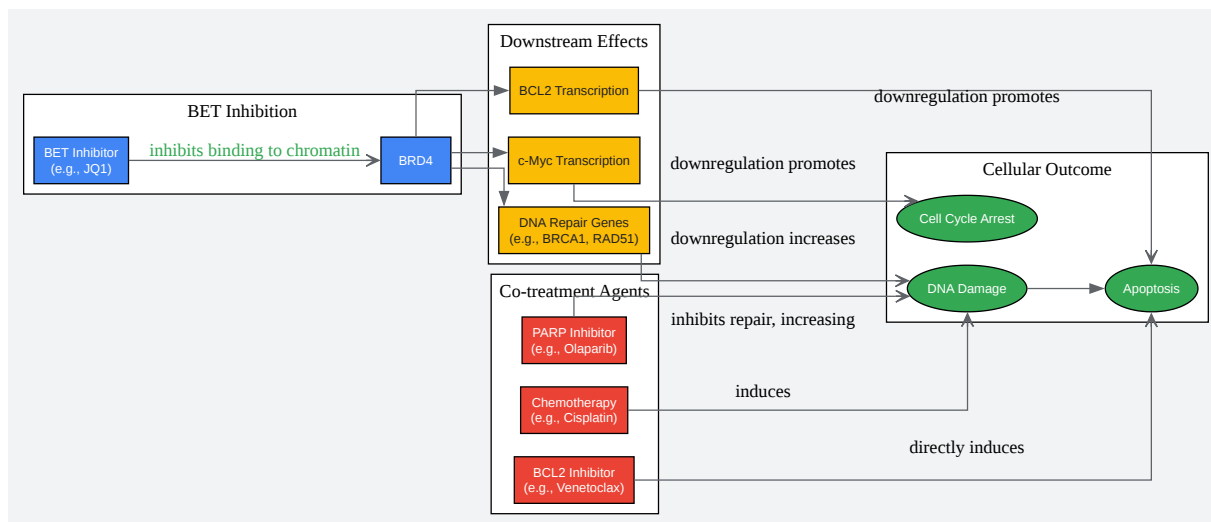 BET Inhibition
BET Inhibitor
(e.g., JQ1)
inhibits binding to chromatin
BRD4
Downstream Effects
BCL2 Transcription
c-Myc Transcription
DNA Repair Genes
(e.g., BRCA1, RAD51)
Co-treatment Agents
PARP Inhibitor
(e.g., Olaparib)
Chemotherapy
(e.g., Cisplatin)
BCL2 Inhibitor
(e.g., Venetoclax)
downregulation promotes
downregulation promotes
downregulation increases
inhibits repair, increasing
induces
directly induces
Cellular Outcome
Cell Cycle Arrest
DNA Damage
Apoptosis